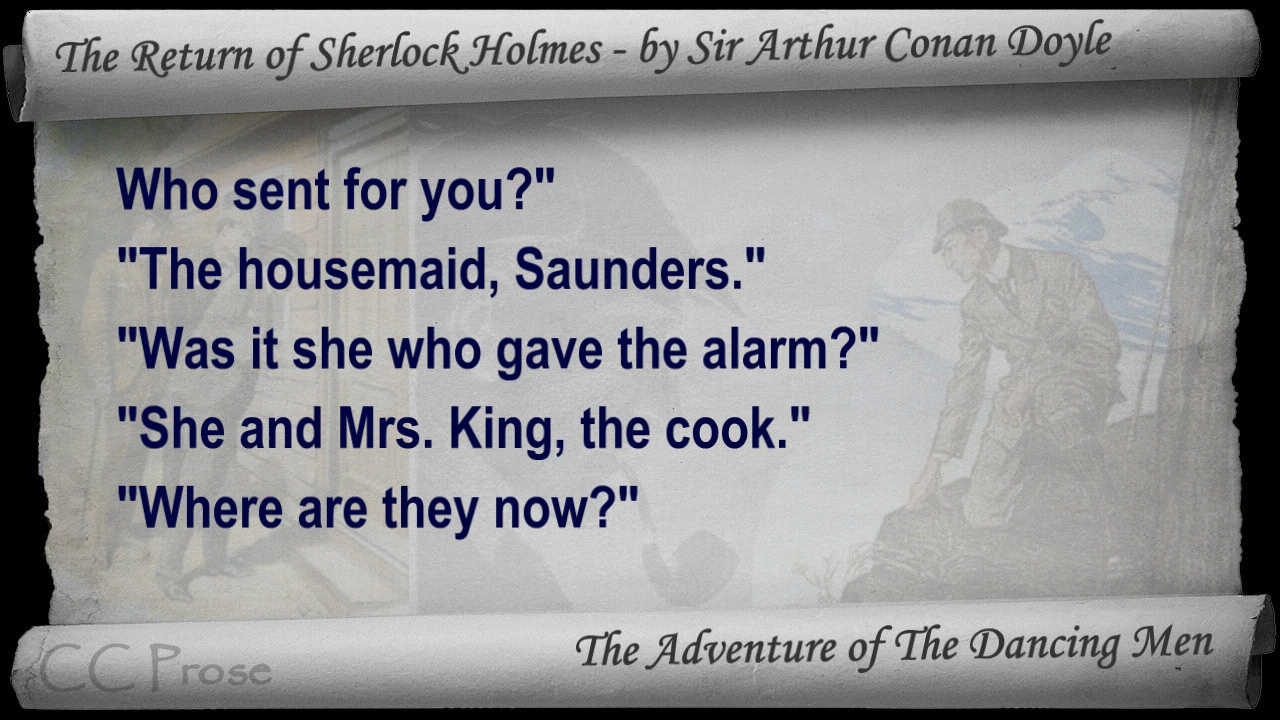 The Return of Sherlock Holmes - by Sir Arthur Conan Doyle
Who sent for you?"
"The housemaid, Saunders."
"Was it she who gave the alarm?"
"She and Mrs. King, the cook."
"Where are they now?"
CC Prose
The Adventure of The Dancing Men